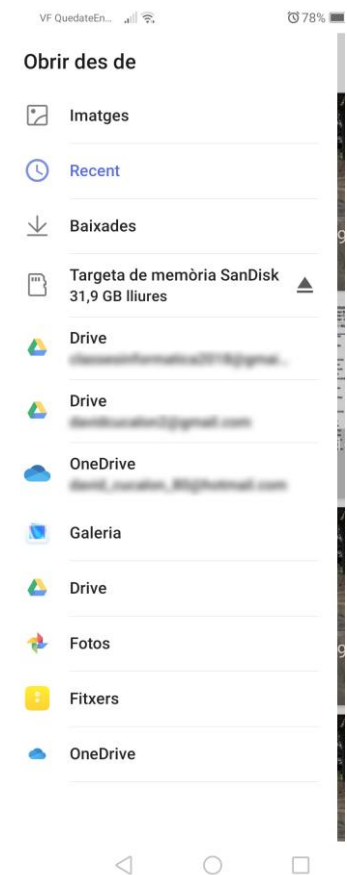 VF QuedateEn..
78%
Obrir des de
Imatges
Recent
Baixades
Targeta de memòria SanDisk
31,9 GB lliures
Drive
Drive
OneDrive
Galeria
Drive
Fotos
Fitxers
OneDrive